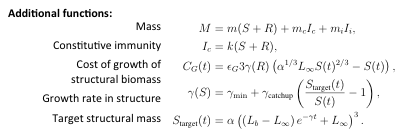 Additional functions:
Mass M = m(S + R) + m_c I_c + m_i I_i,
Constitutive immunity I_c = k(S + R),
Cost of growth of structural biomass C_G(t) = ϵ_G 3γ(R) (α^{1/3} L_∞ S(t)^{2/3} − S(t)),
Growth rate in structure γ(S) = γ_min + γ_catchup (S_target(t)/S(t) − 1),
Target structural mass S_target(t) = α ((L_b − L_∞) e^{−γt} + L_∞)^3.